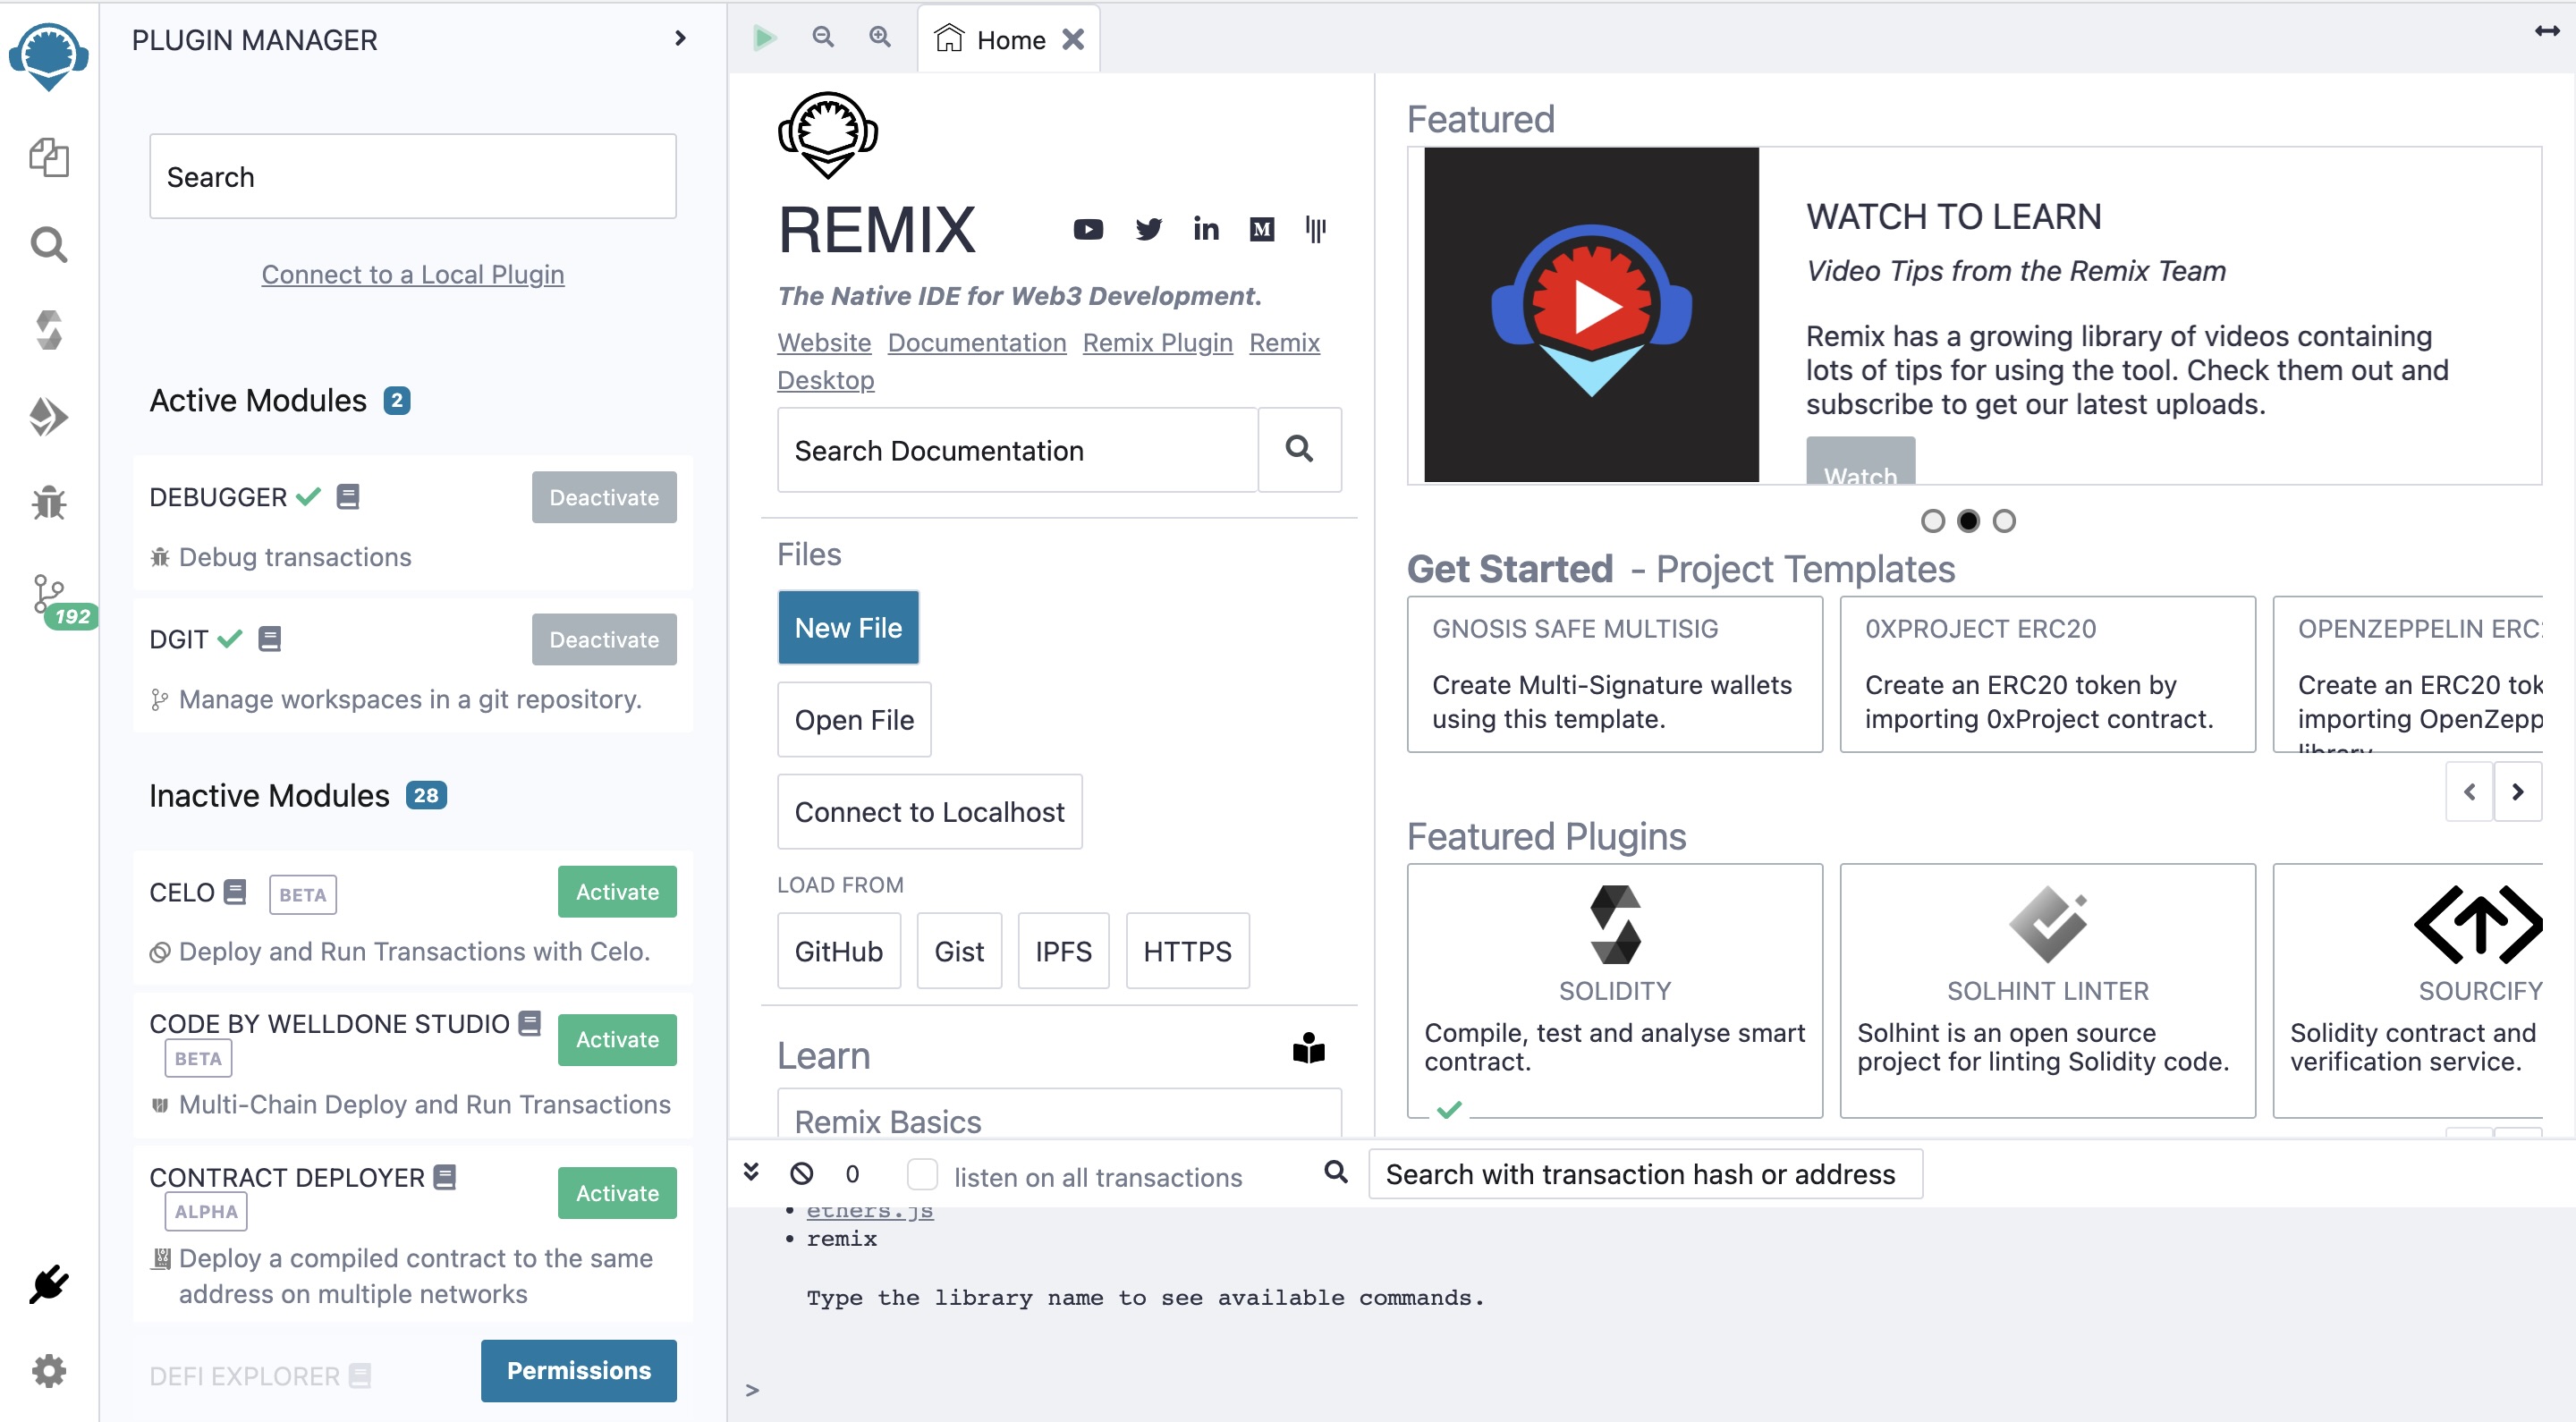 PLUGIN MANAGER
Search
Connect to a Local Plugin
Active Modules 2
DEBUGGER
Deactivate
Debug transactions
DGIT
Deactivate
Manage workspaces in a git repository.
Inactive Modules 28
CELO BETA
Activate
Deploy and Run Transactions with Celo.
CODE BY WELLDONE STUDIO
BETA
Activate
Multi-Chain Deploy and Run Transactions
CONTRACT DEPLOYER
ALPHA
Activate
Deploy a compiled contract to the same
address on multiple networks
DEFI EXPLORER
Permissions
192
Home
REMIX
The Native IDE for Web3 Development.
Website Documentation Remix Plugin Remix
Desktop
Search Documentation
Files
New File
Open File
Connect to Localhost
LOAD FROM
GitHub Gist IPFS HTTPS
Learn
Remix Basics
Featured
WATCH TO LEARN
Video Tips from the Remix Team
Remix has a growing library of videos containing
lots of tips for using the tool. Check them out and
subscribe to get our latest uploads.
Watch
Get Started - Project Templates
GNOSIS SAFE MULTISIG
Create Multi-Signature wallets
using this template.
0XPROJECT ERC20
Create an ERC20 token by
importing 0xProject contract.
OPENZEPPELIN ERC
Create an ERC20 tok
importing OpenZepp
library
Featured Plugins
SOLIDITY
Compile, test and analyse smart
contract.
SOLHINT LINTER
Solhint is an open source
project for linting Solidity code.
SOURCIFY
Solidity contract and
verification service.
0 listen on all transactions
Search with transaction hash or address
• ethers.js
• remix
Type the library name to see available commands.
>